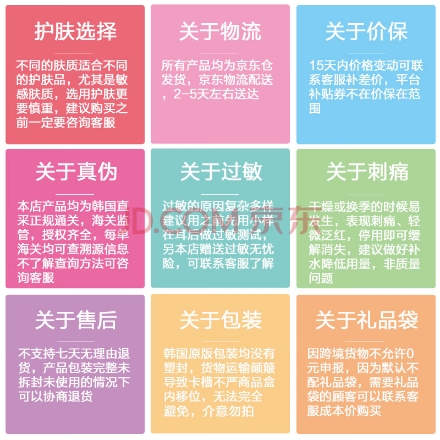 护肤选择
不同的肤质适合不同
的护肤品，尤其是敏
感肤质，选用护肤更
要慎重，建议购买之
前一定要咨询客服
关于物流
所有产品均为京东仓
发货，京东物流配送
，2-5天左右送达
关于价保
15天内价格变动可联
系客服补差价，平台
补贴券不在价保在范
围
关于真伪
本店产品均为韩国直
采正规通关，海关监
管，授权齐全，每单
海关均可查溯源信息
不了解查询方法可咨
询客服
关于过敏
过敏的原因复杂多样
建议用之前先用小样
在耳后做过敏测试，
另本店赠送过敏无忧
险，可联系客服了解
关于刺痛
干燥或换季的时候易
发生，表现刺痛、轻
微泛红，停用即可缓
解消失，建议做好补
水降低用量，非质量
问题
关于售后
不支持七天无理由退
货，产品包装完整未
拆封未使用的情况下
可以协商退货
关于包装
韩国原版包装均没有
塑封，货物运输颠簸
导致卡槽不严商品盒
内移位，无法完全
避免，介意勿拍
关于礼品袋
因跨境货物不允许0
元申报，因为默认不
配礼品袋，需要礼品
袋的顾客可以联系客
服成本价购买
JD.COM 京东